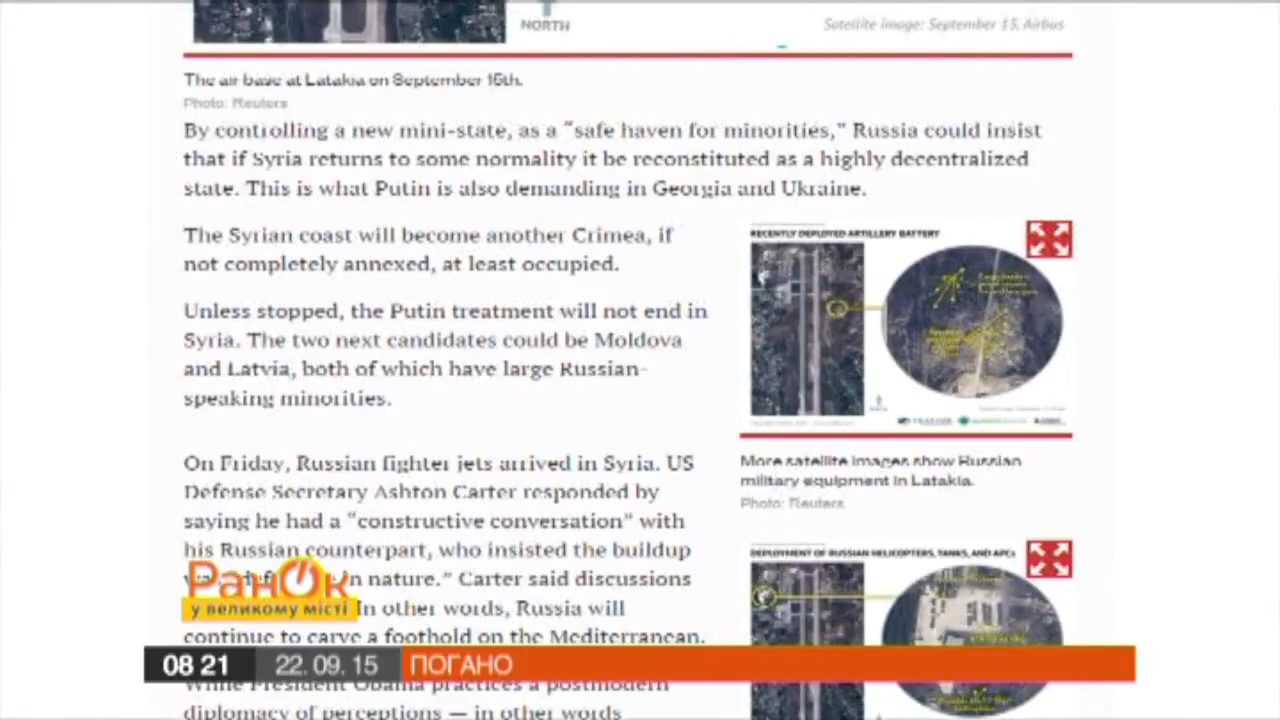 NORTH
Satellite image: September 15, Airbus
The air base at Latakia on September 15th.
Photo: Reuters
By controlling a new mini-state, as a “safe haven for minorities,” Russia could insist
that if Syria returns to some normality it be reconstituted as a highly decentralized
state. This is what Putin is also demanding in Georgia and Ukraine.
The Syrian coast will become another Crimea, if
not completely annexed, at least occupied.
Unless stopped, the Putin treatment will not end in
Syria. The two next candidates could be Moldova
and Latvia, both of which have large Russian-
speaking minorities.
On Friday, Russian fighter jets arrived in Syria. US
Defense Secretary Ashton Carter responded by
saying he had a “constructive conversation” with
his Russian counterpart, who insisted the buildup
in nature.” Carter said discussions
In other words, Russia will
continue to carve a foothold on the Mediterranean.
While President Obama practices a postmodern
diplomacy of perceptions — in other words
RECENTLY DEPLOYED ARTILLERY BATTERY
More satellite images show Russian
military equipment in Latakia.
Photo: Reuters
DEPLOYMENT OF RUSSIAN HELICOPTERS, TANKS, AND APCs
Ранок
у великому місті
08 21
22. 09. 15
ПОГАНО